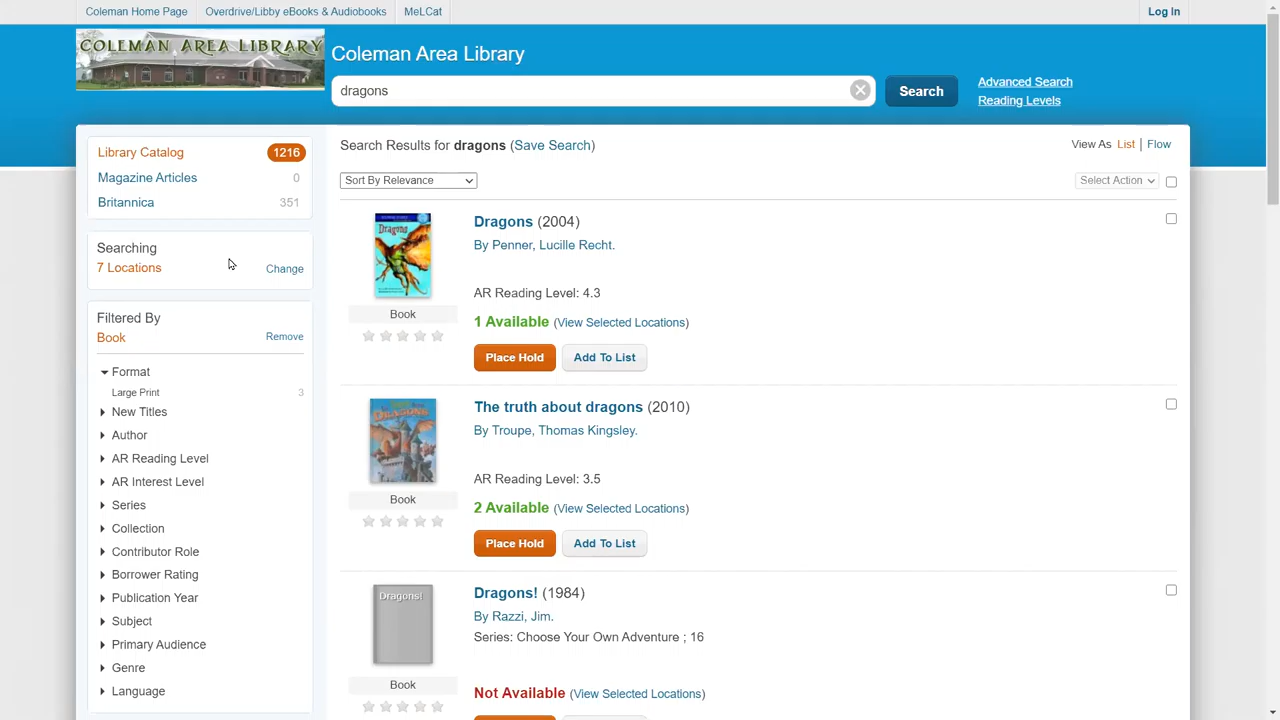 Coleman Home Page
Overdrive/Libby eBooks & Audiobooks
MeLCat
Log In
COLEMAN AREA LIBRARY
Coleman Area Library
dragons
Search
Advanced Search
Reading Levels
Library Catalog 1216
Magazine Articles 0
Britannica 351
Searching
7 Locations Change
Filtered By
Book Remove
Format
Large Print 3
New Titles
Author
AR Reading Level
AR Interest Level
Series
Collection
Contributor Role
Borrower Rating
Publication Year
Subject
Primary Audience
Genre
Language
Search Results for dragons (Save Search)
View As List | Flow
Sort By Relevance
Select Action
Dragons
Dragons (2004)
By Penner, Lucille Recht.
AR Reading Level: 4.3
Book
1 Available (View Selected Locations)
Place Hold Add To List
DRAGONS
The truth about dragons (2010)
By Troupe, Thomas Kingsley.
AR Reading Level: 3.5
Book
2 Available (View Selected Locations)
Place Hold Add To List
Dragons!
Dragons! (1984)
By Razzi, Jim.
Series: Choose Your Own Adventure ; 16
Book
Not Available (View Selected Locations)